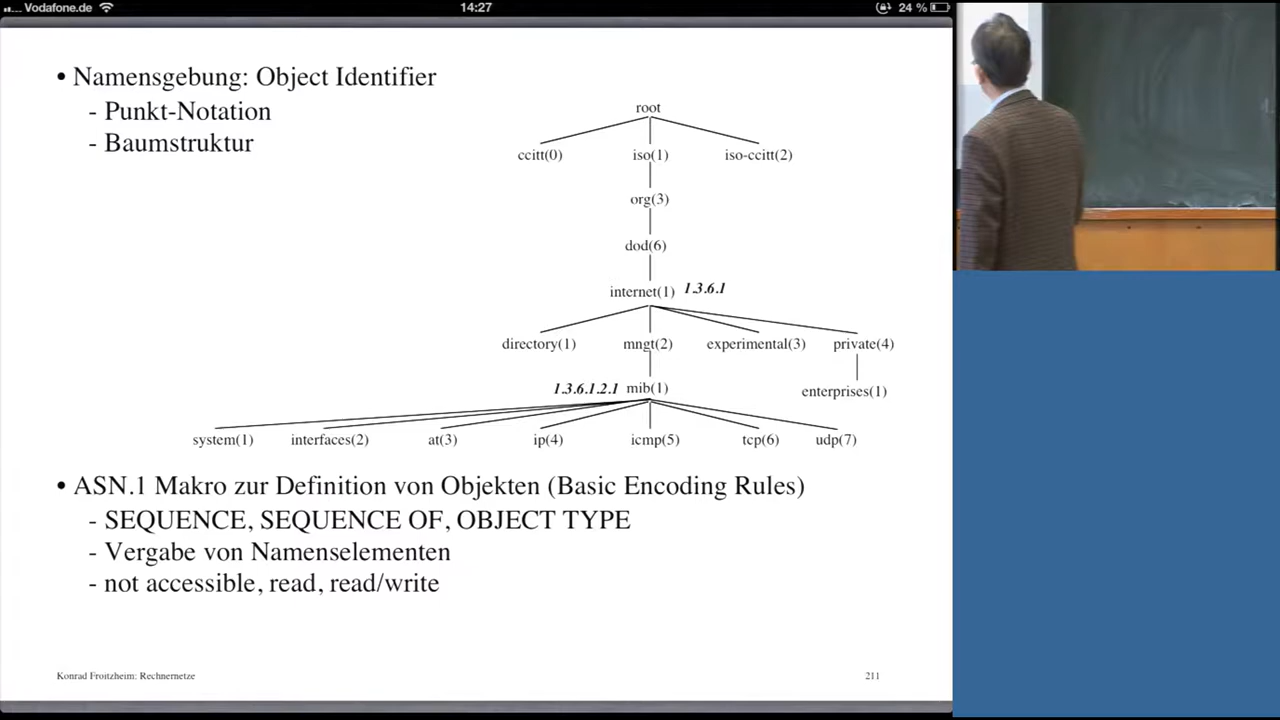 Vodafone.de 14:27 24 %
• Namensgebung: Object Identifier
- Punkt-Notation
- Baumstruktur
root
ccitt(0) iso(1) iso-ccitt(2)
org(3)
dod(6)
internet(1) 1.3.6.1
directory(1) mngt(2) experimental(3) private(4)
1.3.6.1.2.1 mib(1) enterprises(1)
system(1) interfaces(2) at(3) ip(4) icmp(5) tcp(6) udp(7)
• ASN.1 Makro zur Definition von Objekten (Basic Encoding Rules)
- SEQUENCE, SEQUENCE OF, OBJECT TYPE
- Vergabe von Namenselementen
- not accessible, read, read/write
Konrad Froitzheim: Rechnernetze 211